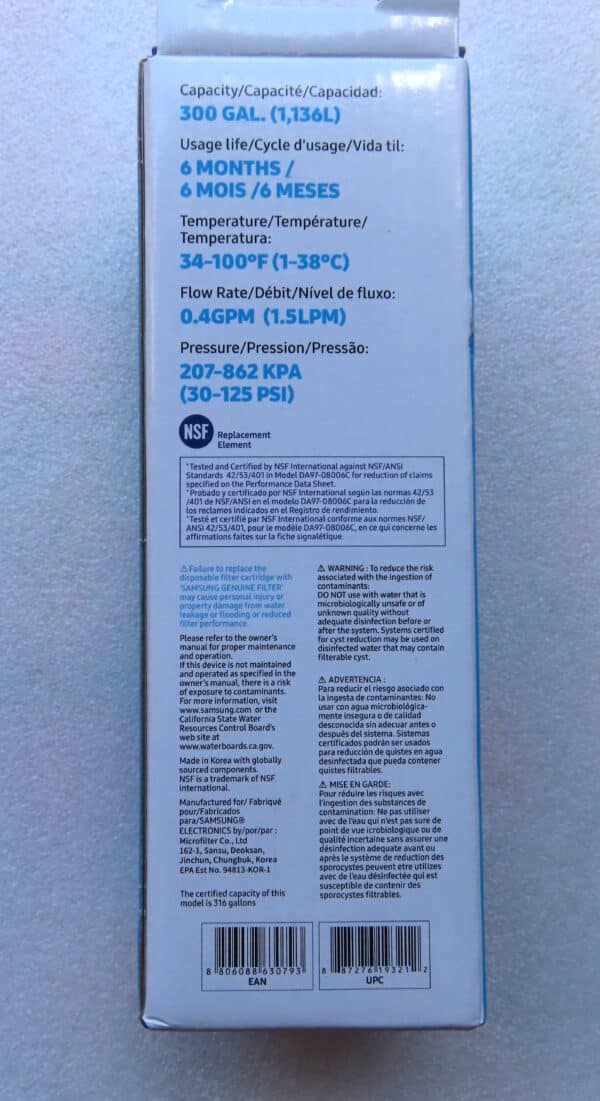 Capacity/Capacité/Capacidad:
300 GAL. (1,136L)
Usage life/Cycle d'usage/Vida til:
6 MONTHS /
6 MOIS /6 MESES
Temperature/Température/
Temperatura:
34-100ºF (1-38ºC)
Flow Rate/Débit/Nível de fluxo:
0.4GPM (1.5LPM)
Pressure/Pression/Pressão:
207-862 KPA
(30-125 PSI)
NSF Replacement
Element
*Tested and Certified by NSF International against NSF/ANSI
Standards 42/53/401 in Model DA97-08006C for reduction of claims
specified on the Performance Data Sheet.
*Probado y certificado por NSF International según las normas 42/53
/401 de NSF/ANSI en el modelo DA97-08006C para la reducción de
los reclamos indicados en el Registro de rendimiento.
*Testé et certifié par NSF International conforme aux normes NSF/
ANSI 42/53/401, pour le modèle DA97-08006C, en ce qui concerne les
affirmations faites sur la fiche signalétique.
⚠ Failure to replace the
disposable filter cartridge with
'SAMSUNG GENUINE FILTER'
may cause personal injury or
property damage from water
leakage or flooding or reduced
filter performance.
Please refer to the owner's
manual for proper maintenance
and operation.
If this device is not maintained
and operated as specified in the
owner's manual, there is a risk
of exposure to contaminants.
For more information, visit
www.samsung.com or the
California State Water
Resources Control Board's
web site at
www.waterboards.ca.gov.
Made in Korea with globally
sourced components.
NSF is a trademark of NSF
international.
Manufactured for/ Fabriqué
pour/Fabricados
para/SAMSUNG®
ELECTRONICS by/por/par :
Microfilter Co., Ltd
162-1, Sansu, Deoksan,
Jinchun, Chungbuk, Korea
EPA Est No. 94813-KOR-1
The certified capacity of this
model is 316 gallons
⚠ WARNING : To reduce the risk
associated with the ingestion of
contaminants:
DO NOT use with water that is
microbiologically unsafe or of
unknown quality without
adequate disinfection before or
after the system. Systems certified
for cyst reduction may be used on
disinfected water that may contain
filterable cyst.
⚠ ADVERTENCIA :
Para reducir el riesgo asociado con
la ingesta de contaminantes: No
usar con agua microbiológica-
mente insegura o de calidad
desconocida sin adecuar antes o
después del sistema. Sistemas
certificados podrán ser usados
para reducción de quistes en agua
desinfectada que pueda contener
quistes filtrables.
⚠ MISE EN GARDE:
Pour réduire les risques avec
l'ingestion des substances de
contamination: Ne pas utiliser
avec de l'eau qui n'est pas sure de
point de vue icrobiologique ou de
qualité incertaine sans assurer une
désinfection adéquate avant ou
après le système de reduction des
sporocystes peuvent etre utilizes
avec de l'eau désinfectée qui est
susceptible de contenir des
sporocystes filtrables.
8 806088 630793
EAN
8 87276 19321 2
UPC